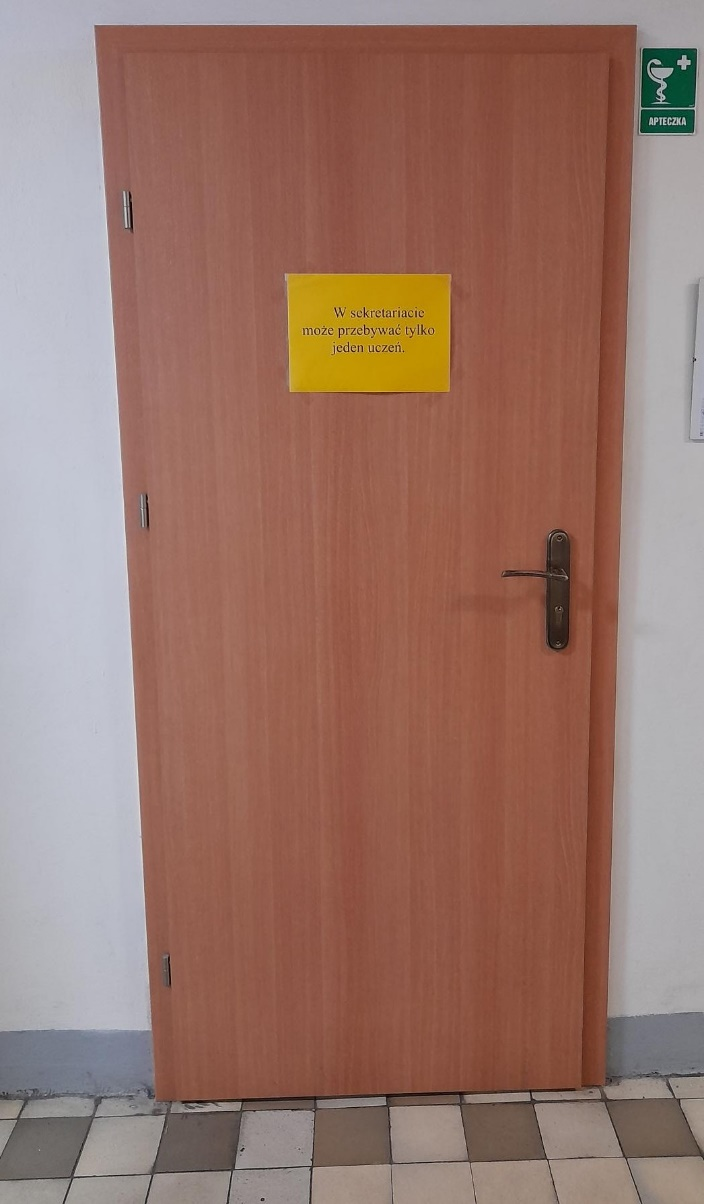 APTECZKA
W sekretariacie
może przebywać tylko
jeden uczeń.